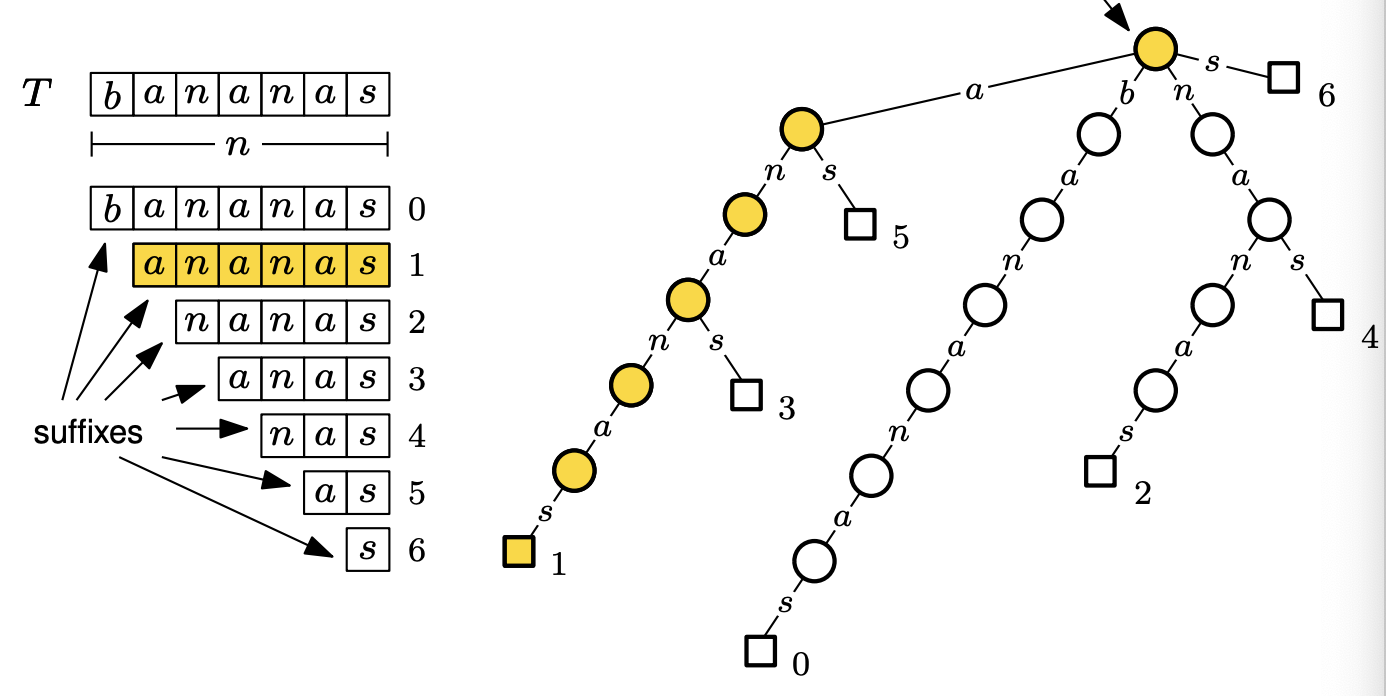 T b a n a n a s
n
b a n a n a s 0
a n a n a s 1
n a n a s 2
a n a s 3
n a s 4
a s 5
s 6
suffixes
s 6
a b n
n s a a
5
a n n s
n s a 4
3
a n s
2
s a
1
s
0